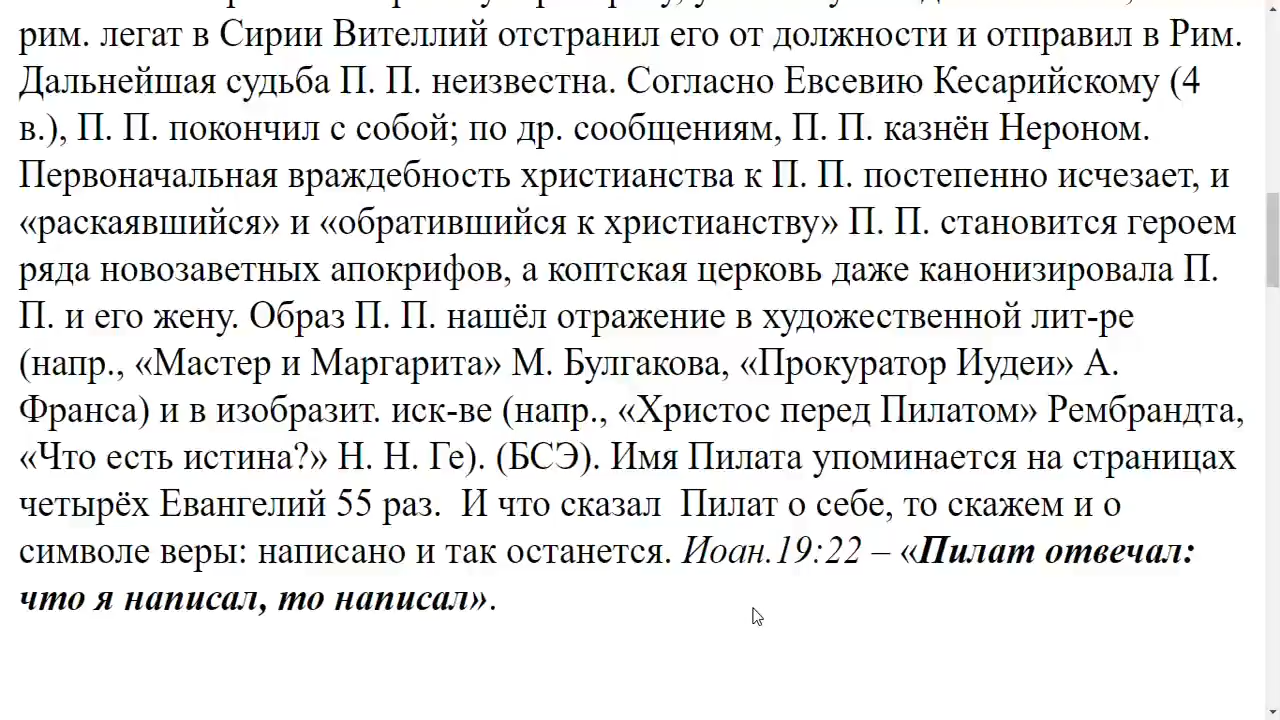 рим. легат в Сирии Вителлий отстранил его от должности и отправил в Рим.
Дальнейшая судьба П. П. неизвестна. Согласно Евсевию Кесарийскому (4
в.), П. П. покончил с собой; по др. сообщениям, П. П. казнён Нероном.
Первоначальная враждебность христианства к П. П. постепенно исчезает, и
«раскаявшийся» и «обратившийся к христианству» П. П. становится героем
ряда новозаветных апокрифов, а коптская церковь даже канонизировала П.
П. и его жену. Образ П. П. нашёл отражение в художественной лит-ре
(напр., «Мастер и Маргарита» М. Булгакова, «Прокуратор Иудеи» А.
Франса) и в изобразит. иск-ве (напр., «Христос перед Пилатом» Рембрандта,
«Что есть истина?» Н. Н. Ге). (БСЭ). Имя Пилата упоминается на страницах
четырёх Евангелий 55 раз.  И что сказал  Пилат о себе, то скажем и о
символе веры: написано и так останется. Иоан.19:22 – «Пилат отвечал:
что я написал, то написал».